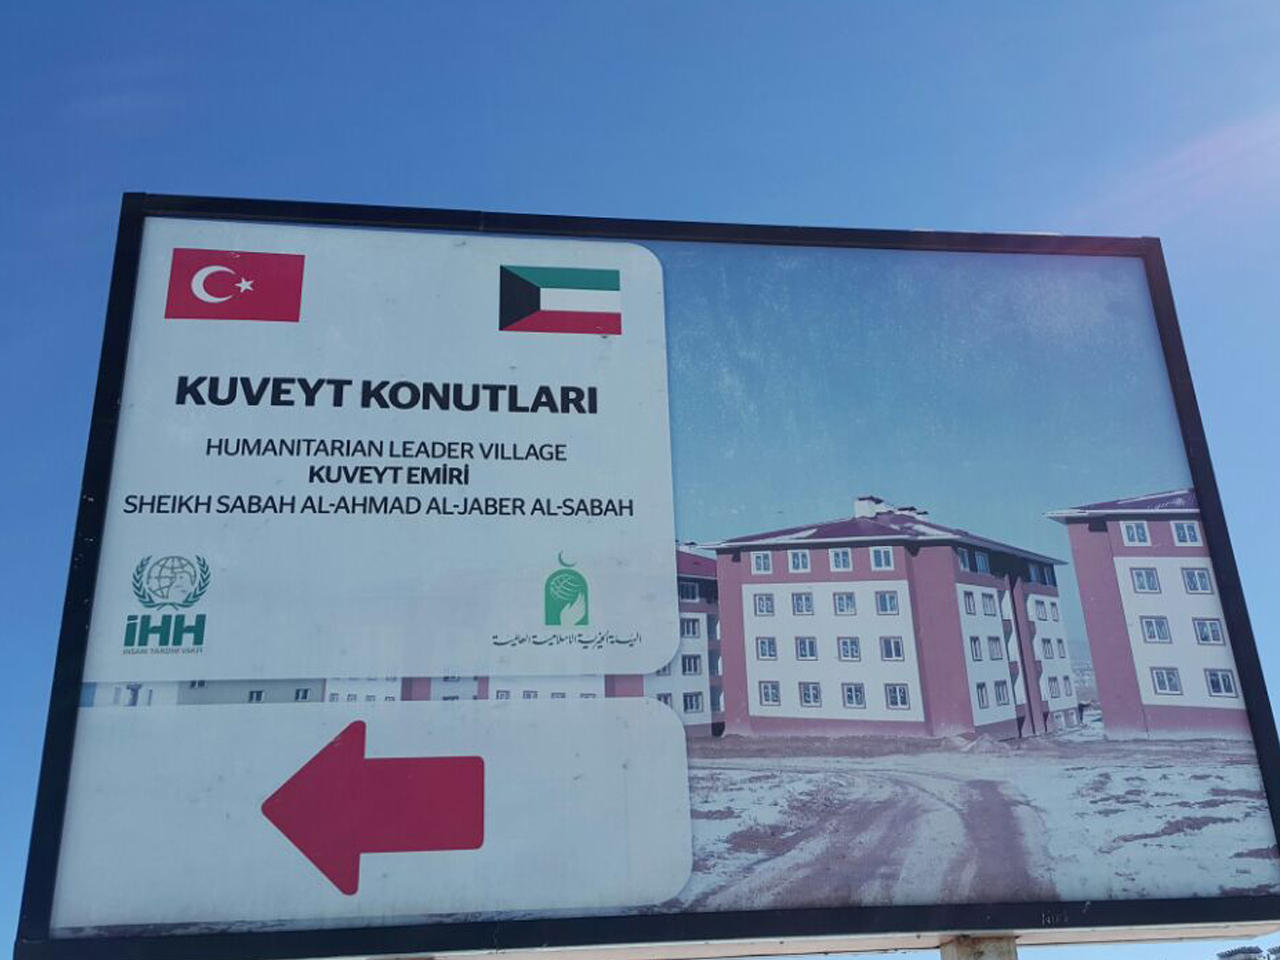 KUVEYT KONUTLARI
HUMANITARIAN LEADER VILLAGE
KUVEYT EMİRİ
SHEIKH SABAH AL-AHMAD AL-JABER AL-SABAH
İHH
İNSANİ YARDIM VAKFI
الهيئة الخيرية الإسلامية العالمية